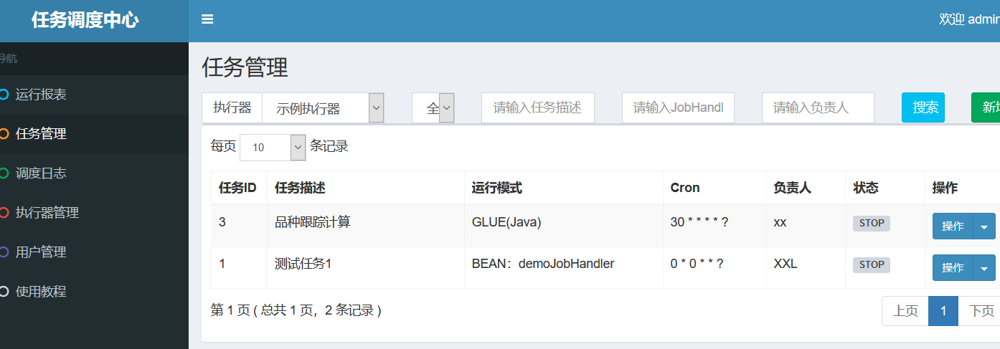 任务调度中心
欢迎 admin
导航
运行报表
任务管理
调度日志
执行器管理
用户管理
使用教程
任务管理
执行器 示例执行器 全 请输入任务描述 请输入JobHandl 请输入负责人 搜索 新增
每页 10 条记录
任务ID 任务描述 运行模式 Cron 负责人 状态 操作
3 品种跟踪计算 GLUE(Java) 30 * * * * ? xx STOP 操作
1 测试任务1 BEAN：demoJobHandler 0 * 0 * * ? XXL STOP 操作
第 1 页 ( 总共 1 页，2 条记录 ) 上页 1 下页